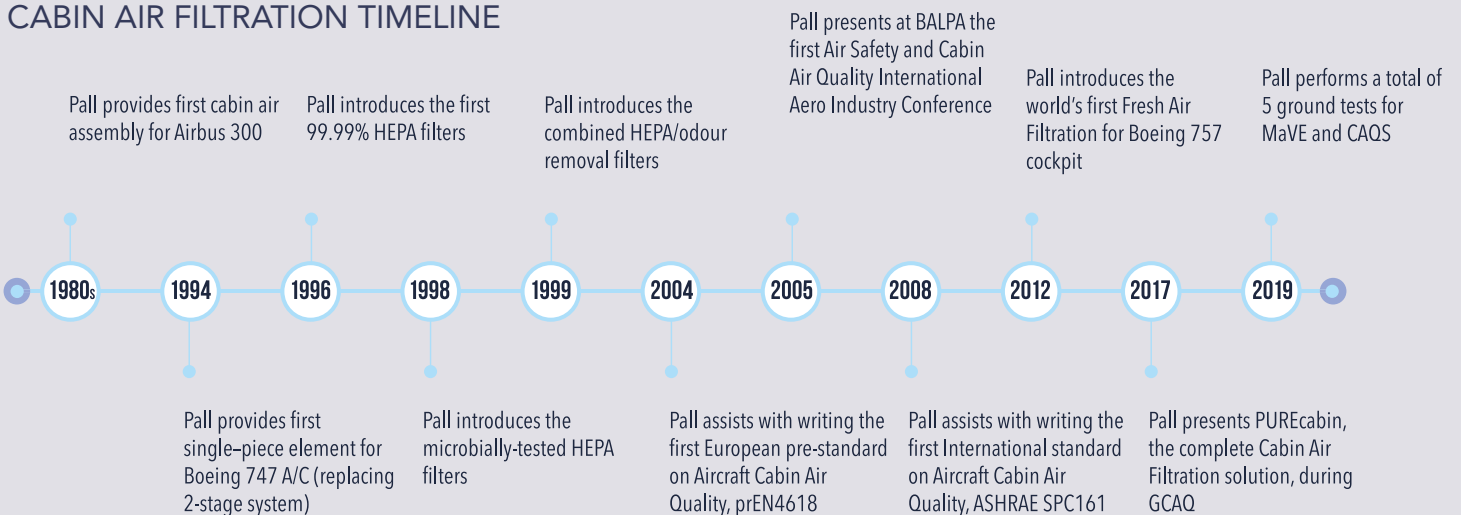 CABIN AIR FILTRATION TIMELINE
Pall provides first cabin air
assembly for Airbus 300
Pall introduces the first
99.99% HEPA filters
Pall introduces the
combined HEPA/odour
removal filters
Pall presents at BALPA the
first Air Safety and Cabin
Air Quality International
Aero Industry Conference
Pall introduces the
world's first Fresh Air
Filtration for Boeing 757
cockpit
Pall performs a total of
5 ground tests for
MaVE and CAQS
1980s
1994
1996
1998
1999
2004
2005
2008
2012
2017
2019
Pall provides first
single–piece element for
Boeing 747 A/C (replacing
2-stage system)
Pall introduces the
microbially-tested HEPA
filters
Pall assists with writing the
first European pre-standard
on Aircraft Cabin Air
Quality, prEN4618
Pall assists with writing the
first International standard
on Aircraft Cabin Air
Quality, ASHRAE SPC161
Pall presents PUREcabin,
the complete Cabin Air
Filtration solution, during
GCAQ